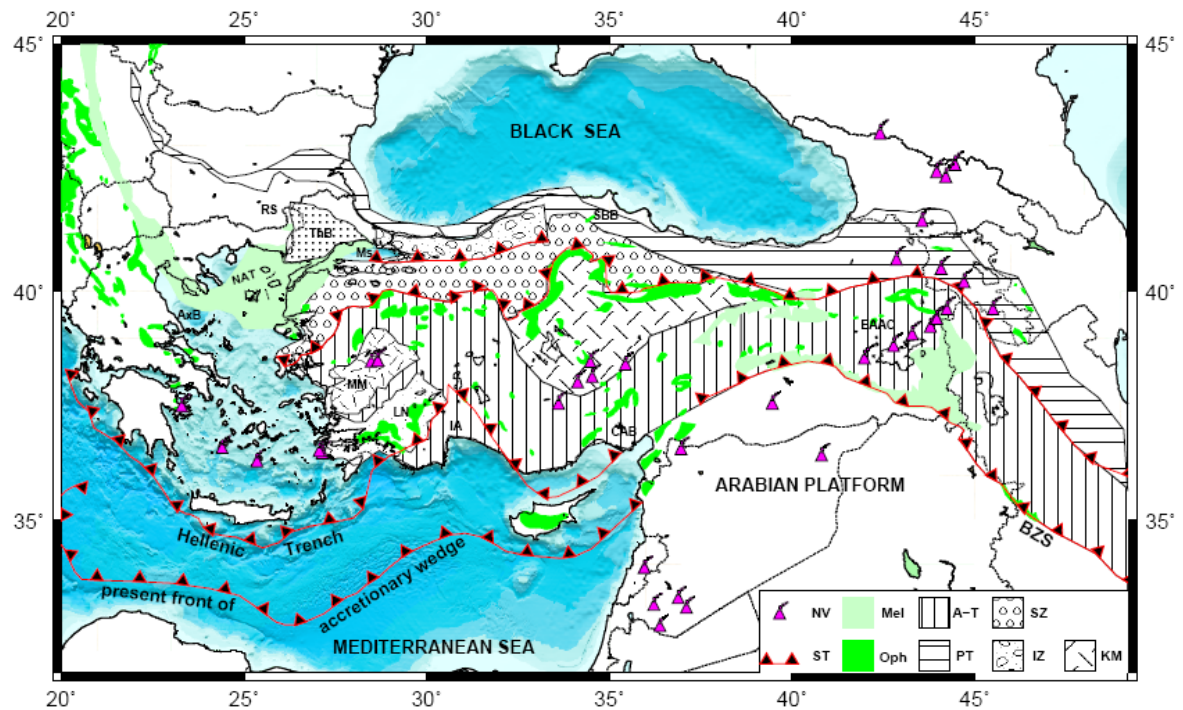 20° 25° 30° 35° 40° 45°
45° 45°
BLACK SEA
RS
ThB
SBB
Ms
NAT
40° 40°
AxB
EAAC
MM
LN
IA
CAB
ARABIAN PLATFORM
35° 35°
Hellenic Trench
BZS
present front of accretionary wedge
MEDITERRANEAN SEA
NV Mel A-T SZ
ST Oph PT IZ KM
20° 25° 30° 35° 40° 45°